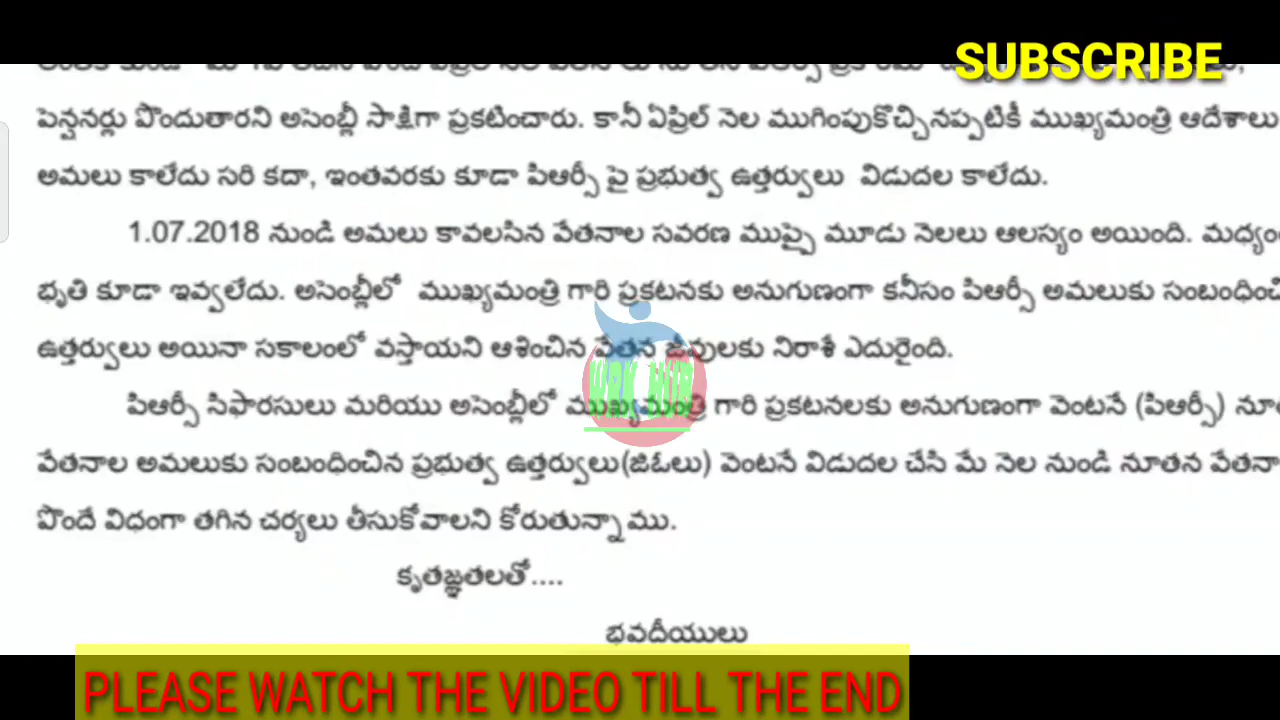 SUBSCRIBE
పెన్షనర్లు పొందుతారని అసెంబ్లీ సాక్షిగా ప్రకటించారు. కానీ ఏప్రిల్ నెల ముగింపుకొచ్చినప్పటికీ ముఖ్యమంత్రి ఆదేశాలు
అమలు కాలేదు సరి కదా, ఇంతవరకు కూడా పిఆర్సీ పై ప్రభుత్వ ఉత్తర్వులు విడుదల కాలేదు.
1.07.2018 నుండి అమలు కావలసిన వేతనాల సవరణ ముప్పై మూడు నెలలు ఆలస్యం అయింది.
భృతి కూడా ఇవ్వలేదు. అసెంబ్లీలో ముఖ్యమంత్రి గారి ప్రకటనకు అనుగుణంగా కనీసం పిఆర్సీ అమలుకు
ఉత్తర్వులు అయినా సకాలంలో వస్తాయని ఆశించిన వేతన జీవులకు నిరాశే ఎదురైంది.
పిఆర్సీ సిఫారసులు మరియు అసెంబ్లీలో ముఖ్యమంత్రి గారి ప్రకటనలకు అనుగుణంగా వెంటనే (పిఆర్సీ)
వేతనాల అమలుకు సంబంధించిన ప్రభుత్వ ఉత్తర్వులు(జిఓలు) వెంటనే విడుదల చేసి మే నెల నుండి నూతన
పొందే విధంగా తగిన చర్యలు తీసుకోవాలని కోరుతున్నాము.
కృతజ్ఞతలతో....
భవదీయులు
PLEASE WATCH THE VIDEO TILL THE END